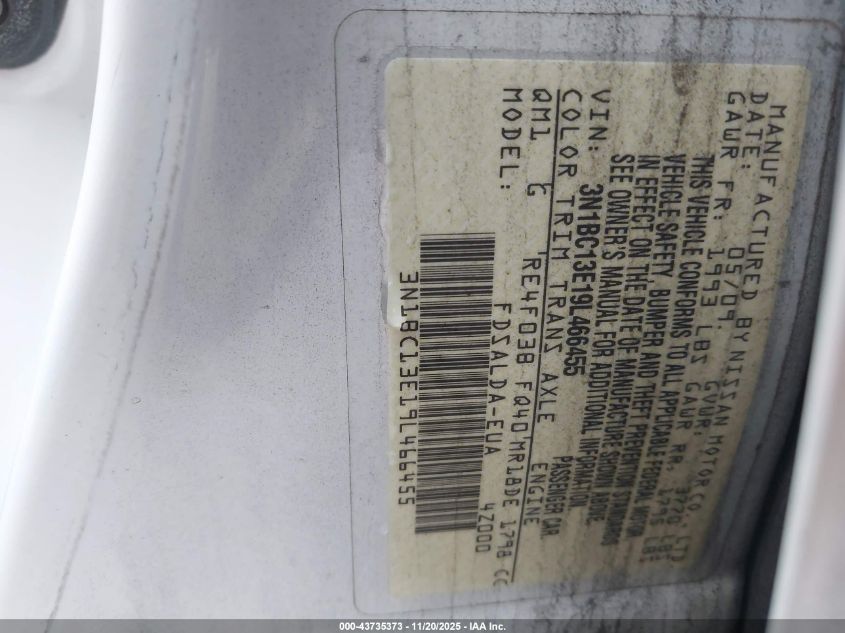 MANUFACTURED BY NISSAN MOTOR CO., LTD
DATE: 05/09. GVWR: 3770 LBS
GAWR FR: 1993 LBS GAWR RR: 1795 LBS
THIS VEHICLE CONFORMS TO ALL APPLICABLE FEDERAL MOTOR
VEHICLE SAFETY, BUMPER AND THEFT PREVENTION STANDARDS
IN EFFECT ON THE DATE OF MANUFACTURE SHOWN ABOVE.
SEE OWNER'S MANUAL FOR ADDITIONAL INFORMATION
VIN: 3N1BC13E19L466455 PASSENGER CAR
COLOR TRIM TRANS AXLE ENGINE
QM1 G RE4F03B FQ40 MR18DE 1798 CC
MODEL: FDSALDA-EUA 4Z000
3N1BC13E19L466455
000-43735373 - 11/20/2025 - IAA Inc.